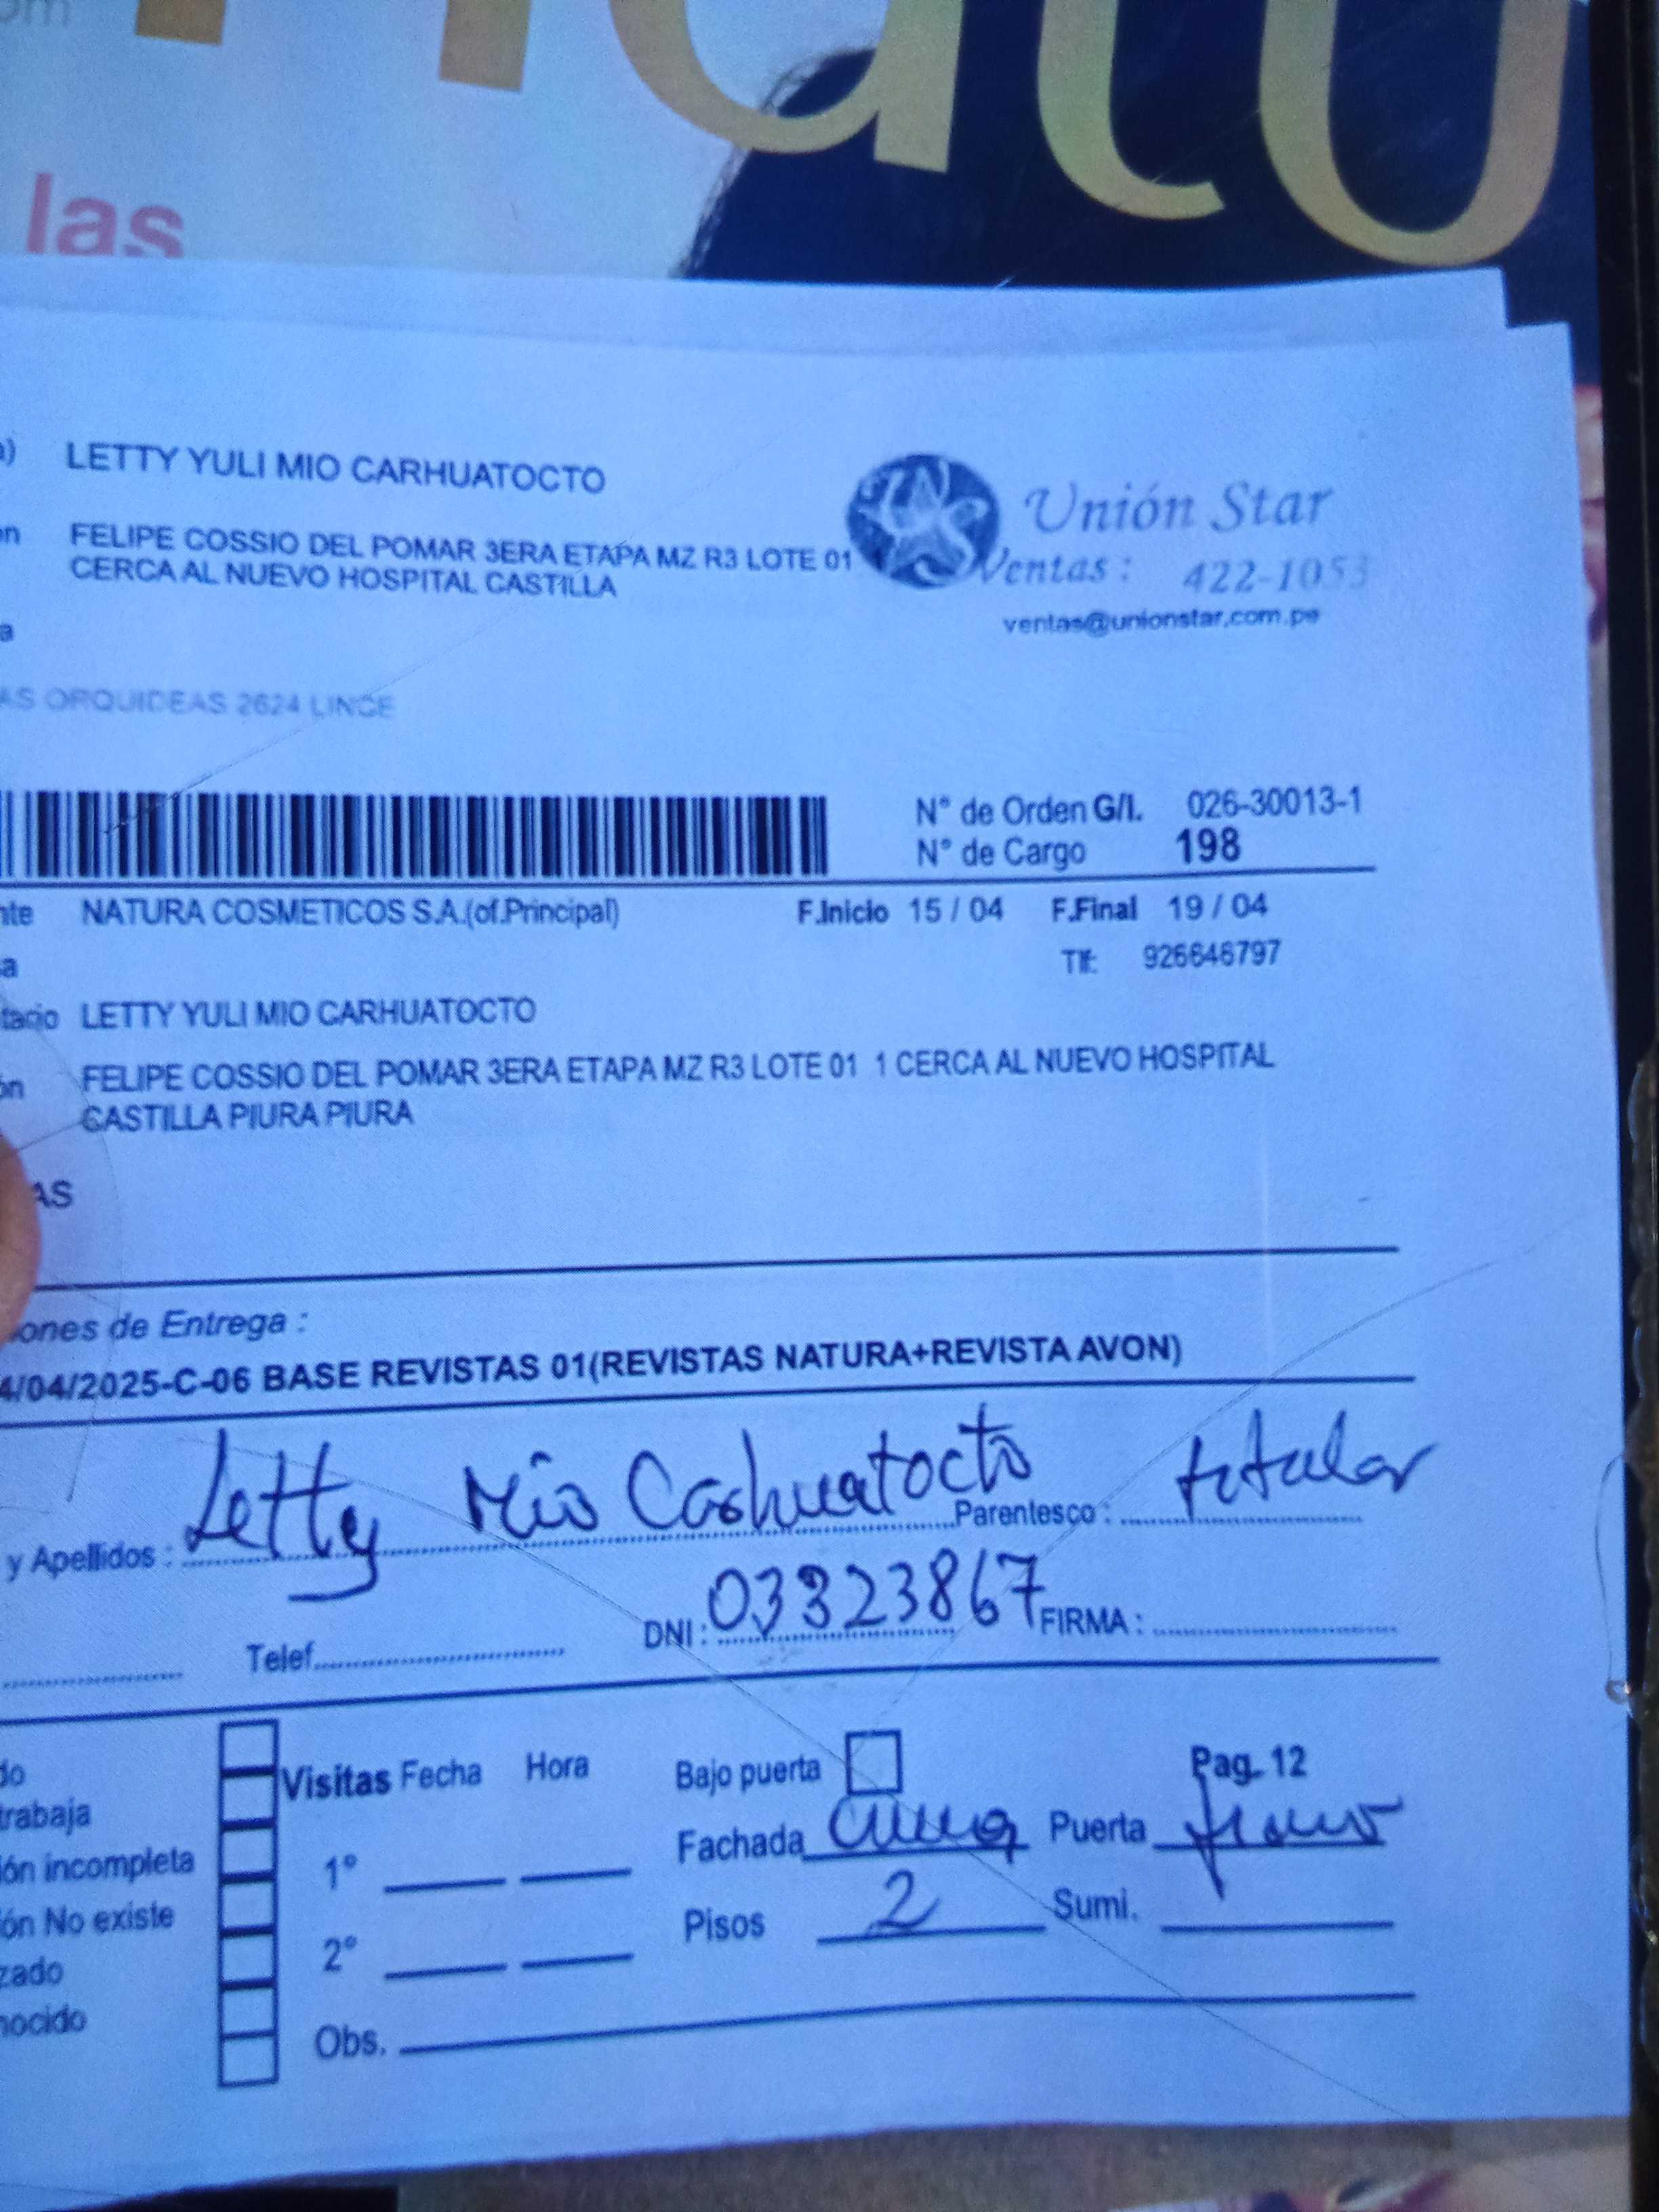 las
LETTY YULI MIO CARHUATOCTO
FELIPE COSSIO DEL POMAR 3ERA ETAPA MZ R3 LOTE 01
CERCA AL NUEVO HOSPITAL CASTILLA
Unión Star
Ventas : 422-1053
ventas@unionstar.com.pe
AS ORQUIDEAS 2624 LINCE
N° de Orden G/I. 026-30013-1
N° de Cargo 198
nte NATURA COSMETICOS S.A.(of.Principal) F.Inicio 15 / 04 F.Final 19 / 04
Tlf: 926646797
tario LETTY YULI MIO CARHUATOCTO
ón FELIPE COSSIO DEL POMAR 3ERA ETAPA MZ R3 LOTE 01 1 CERCA AL NUEVO HOSPITAL
CASTILLA PIURA PIURA
AS
iones de Entrega :
4/04/2025-C-06 BASE REVISTAS 01(REVISTAS NATURA+REVISTA AVON)
y Apellidos : Letty Mio Carhuatocto Parentesco : titular
Telef. DNI : 03323867 FIRMA :
do
trabaja
ión incompleta
ión No existe
zado
nocido
Visitas Fecha Hora
1°
2°
Obs.
Bajo puerta Pag. 12
Fachada Puerta
Pisos 2 Sumi.